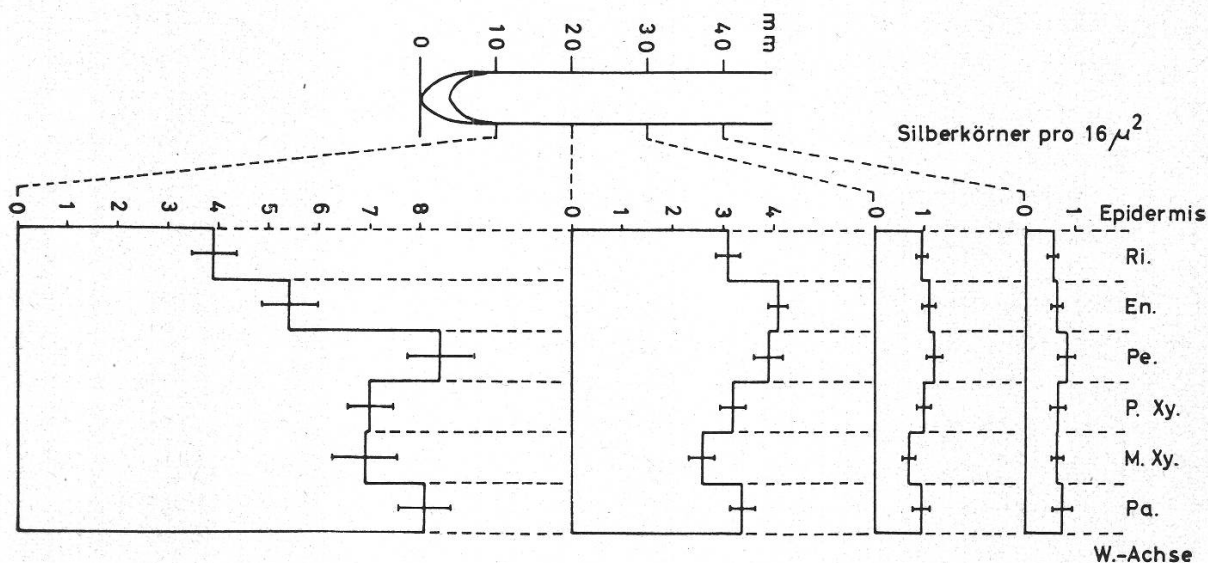 0 10 20 30 40 mm
Silberkörner pro 16 μ²
0 1 2 3 4 5 6 7 8 0 1 2 3 4 0 1 0 1 Epidermis
Ri.
En.
Pe.
P. Xy.
M. Xy.
Pa.
W.-Achse